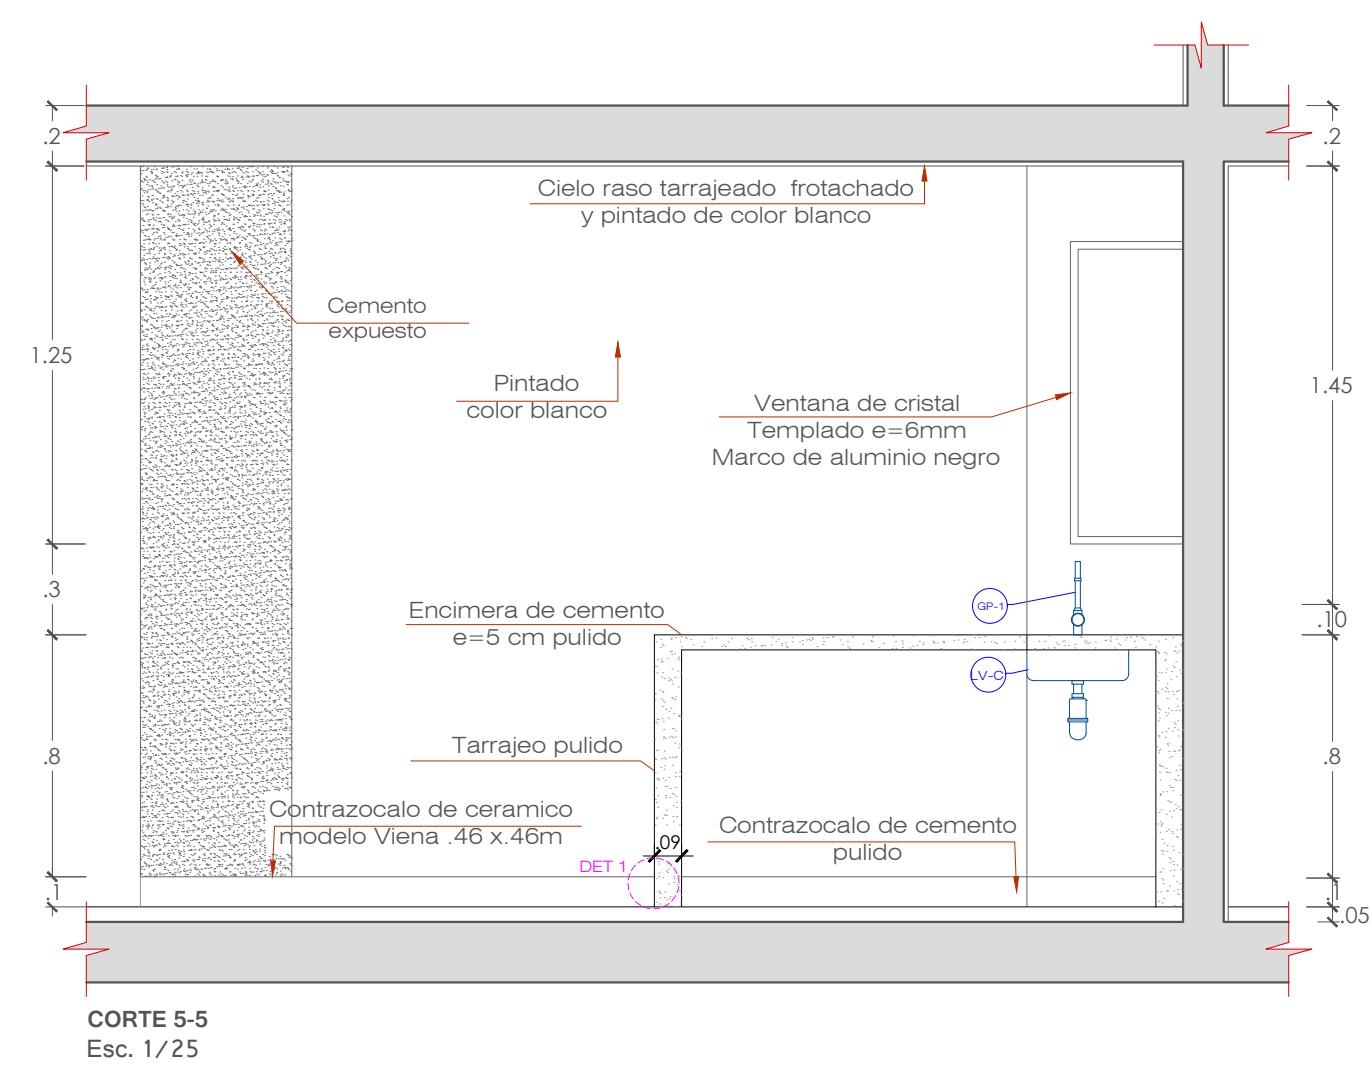 .2
.2
Cielo raso tarrajeado frotachado
y pintado de color blanco
Cemento
expuesto
1.25
Pintado
color blanco
Ventana de cristal
Templado e=6mm
Marco de aluminio negro
1.45
.3
Encimera de cemento
e=5 cm pulido
GP-1
.10
LV-C
Tarrajeo pulido
.8
.8
Contrazocalo de ceramico
modelo Viena .46 x.46m
Contrazocalo de cemento
pulido
.09
DET 1
.1
.1
.05
CORTE 5-5
Esc. 1/25